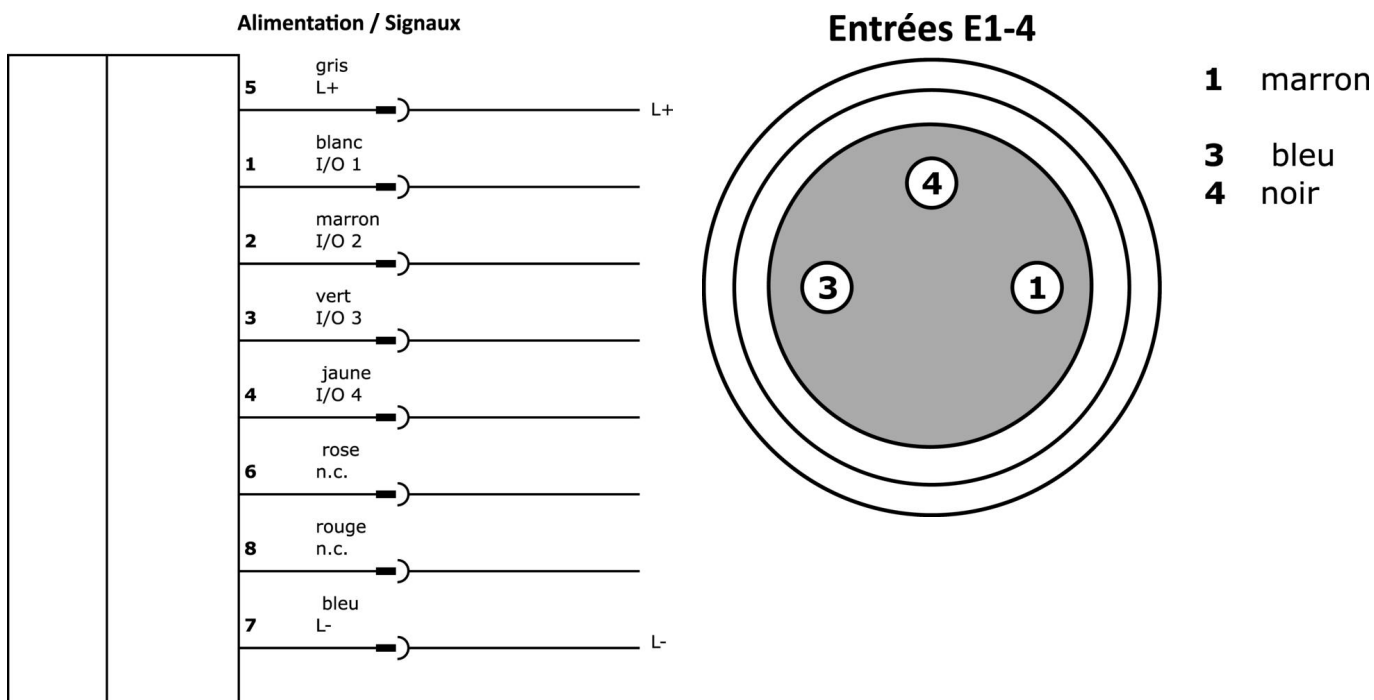 Alimentation / Signaux
gris
5 L+
L+
blanc
1 I/O 1
marron
2 I/O 2
vert
3 I/O 3
jaune
4 I/O 4
rose
6 n.c.
rouge
8 n.c.
bleu
7 L-
L-
Entrées E1-4
4
3 1
1 marron
3 bleu
4 noir